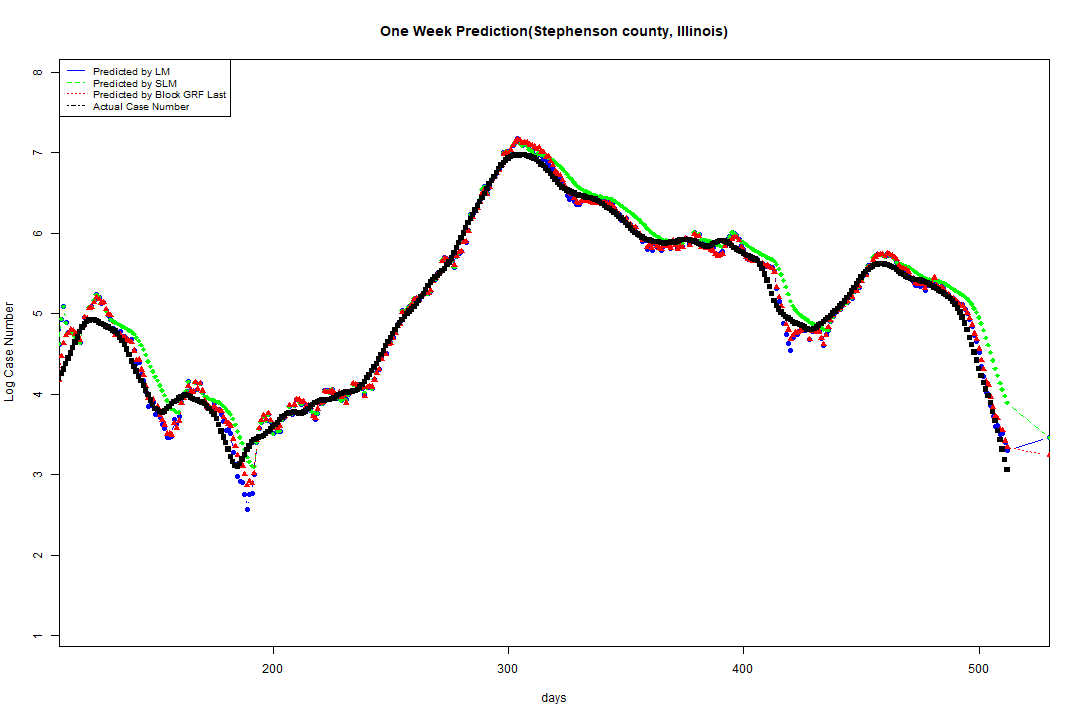 One Week Prediction(Stephenson county, Illinois)
Predicted by LM
Predicted by SLM
Predicted by Block GRF Last
Actual Case Number
8
7
6
5
4
3
2
1
Log Case Number
200 300 400 500
days